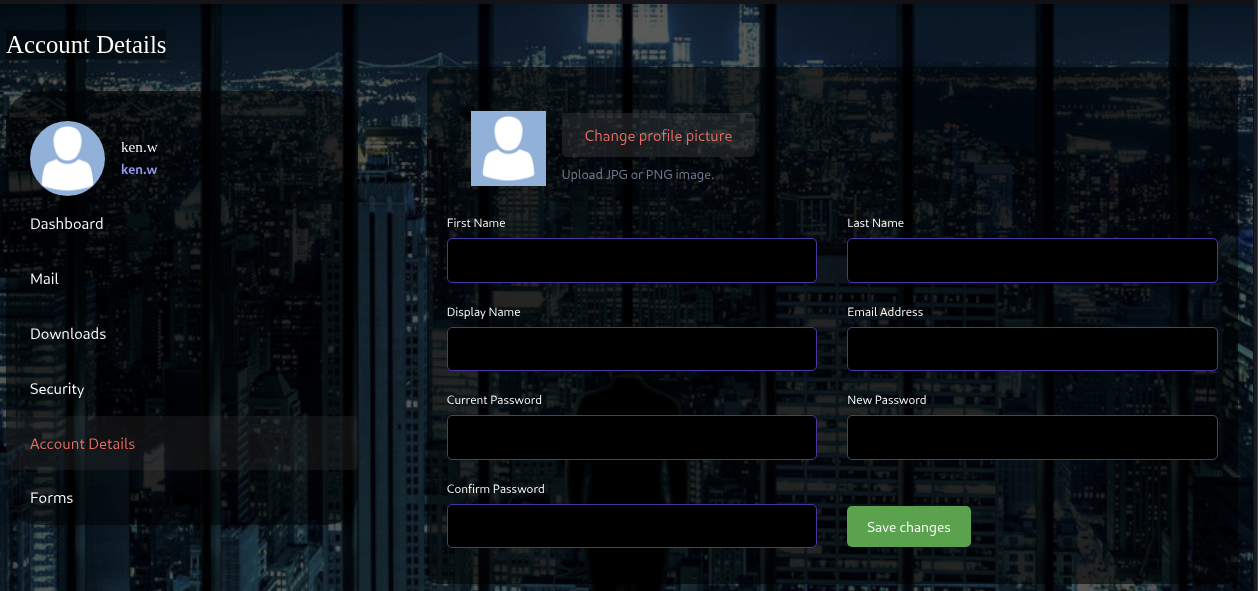 Account Details
ken.w
ken.w
Dashboard
Mail
Downloads
Security
Account Details
Forms
Change profile picture
Upload JPG or PNG image.
First Name
Last Name
Display Name
Email Address
Current Password
New Password
Confirm Password
Save changes